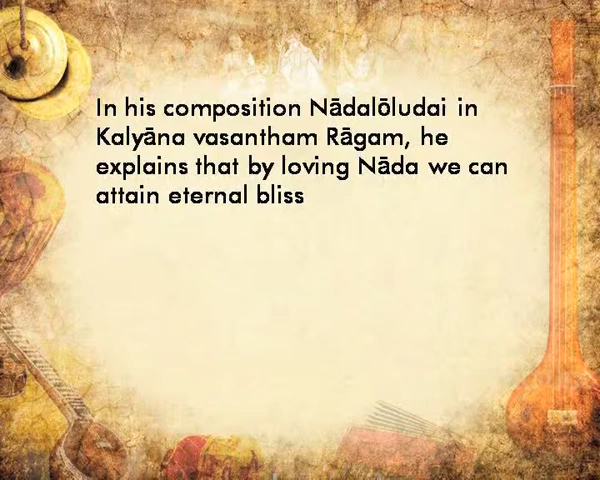 In his composition Nādalōludai in
Kalyāna vasantham Rāgam, he
explains that by loving Nāda we can
attain eternal bliss